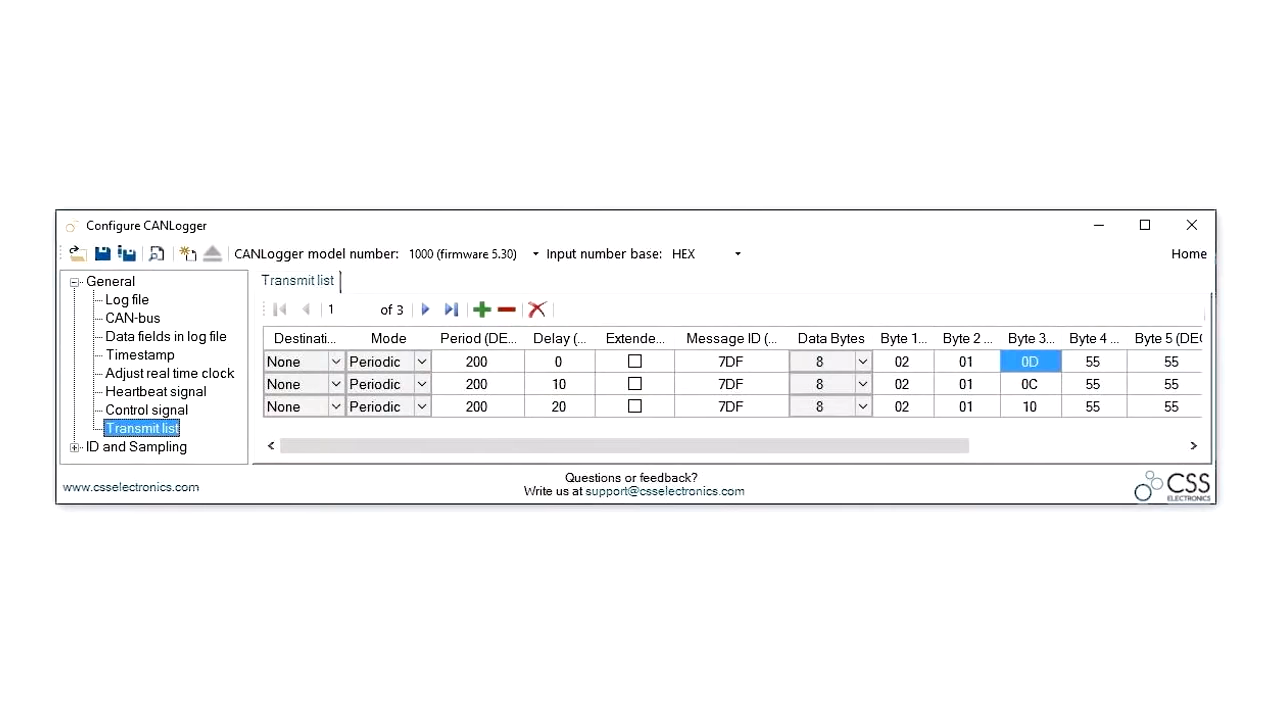 Configure CANLogger
CANLogger model number: 1000 (firmware 5.30) Input number base: HEX Home
General
Log file
CAN-bus
Data fields in log file
Timestamp
Adjust real time clock
Heartbeat signal
Control signal
Transmit list
ID and Sampling
Transmit list
1 of 3
Destinati... Mode Period (DE... Delay (... Extende... Message ID (... Data Bytes Byte 1... Byte 2 ... Byte 3... Byte 4 ... Byte 5 (DEC
None Periodic 200 0 7DF 8 02 01 0D 55 55
None Periodic 200 10 7DF 8 02 01 0C 55 55
None Periodic 200 20 7DF 8 02 01 10 55 55
www.csselectronics.com
Questions or feedback?
Write us at support@csselectronics.com
CSS
ELECTRONICS